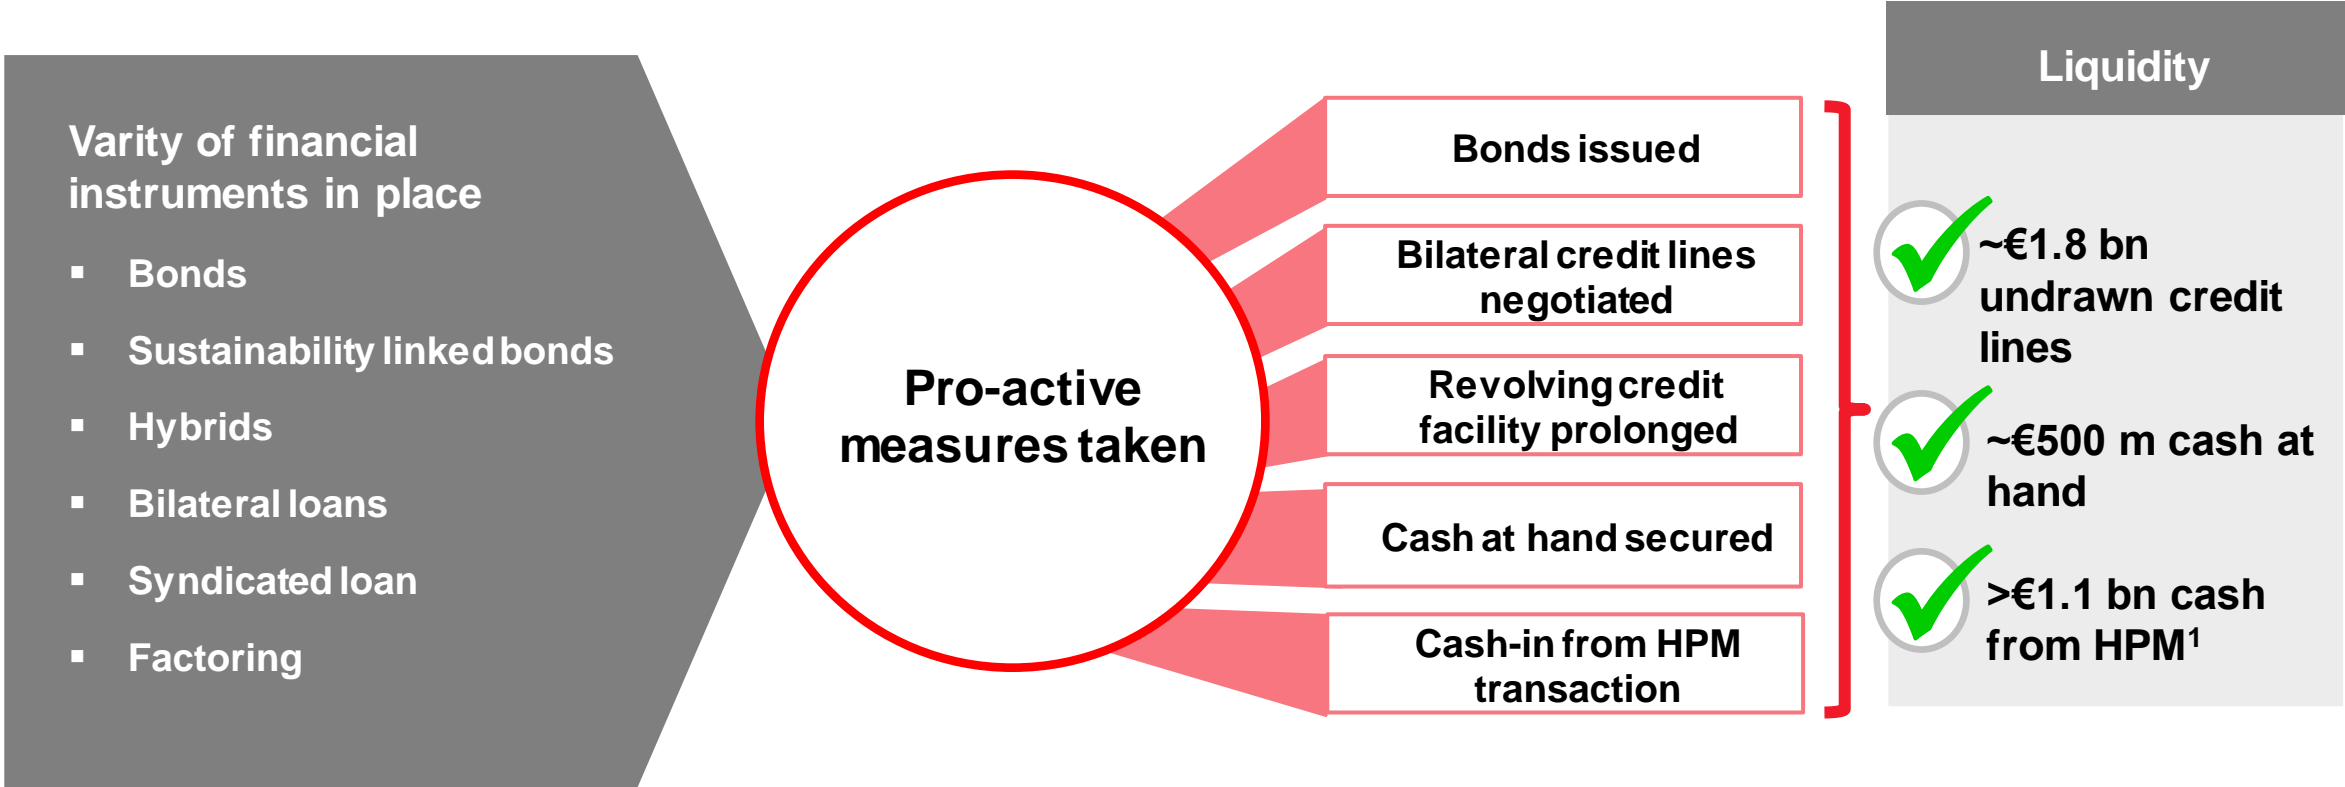 Varity of financial
instruments in place
▪ Bonds
▪ Sustainability linked bonds
▪ Hybrids
▪ Bilateral loans
▪ Syndicated loan
▪ Factoring
Pro-active
measures taken
Bonds issued
Bilateral credit lines
negotiated
Revolving credit
facility prolonged
Cash at hand secured
Cash-in from HPM
transaction
Liquidity
~€1.8 bn
undrawn credit
lines
~€500 m cash at
hand
>€1.1 bn cash
from HPM¹